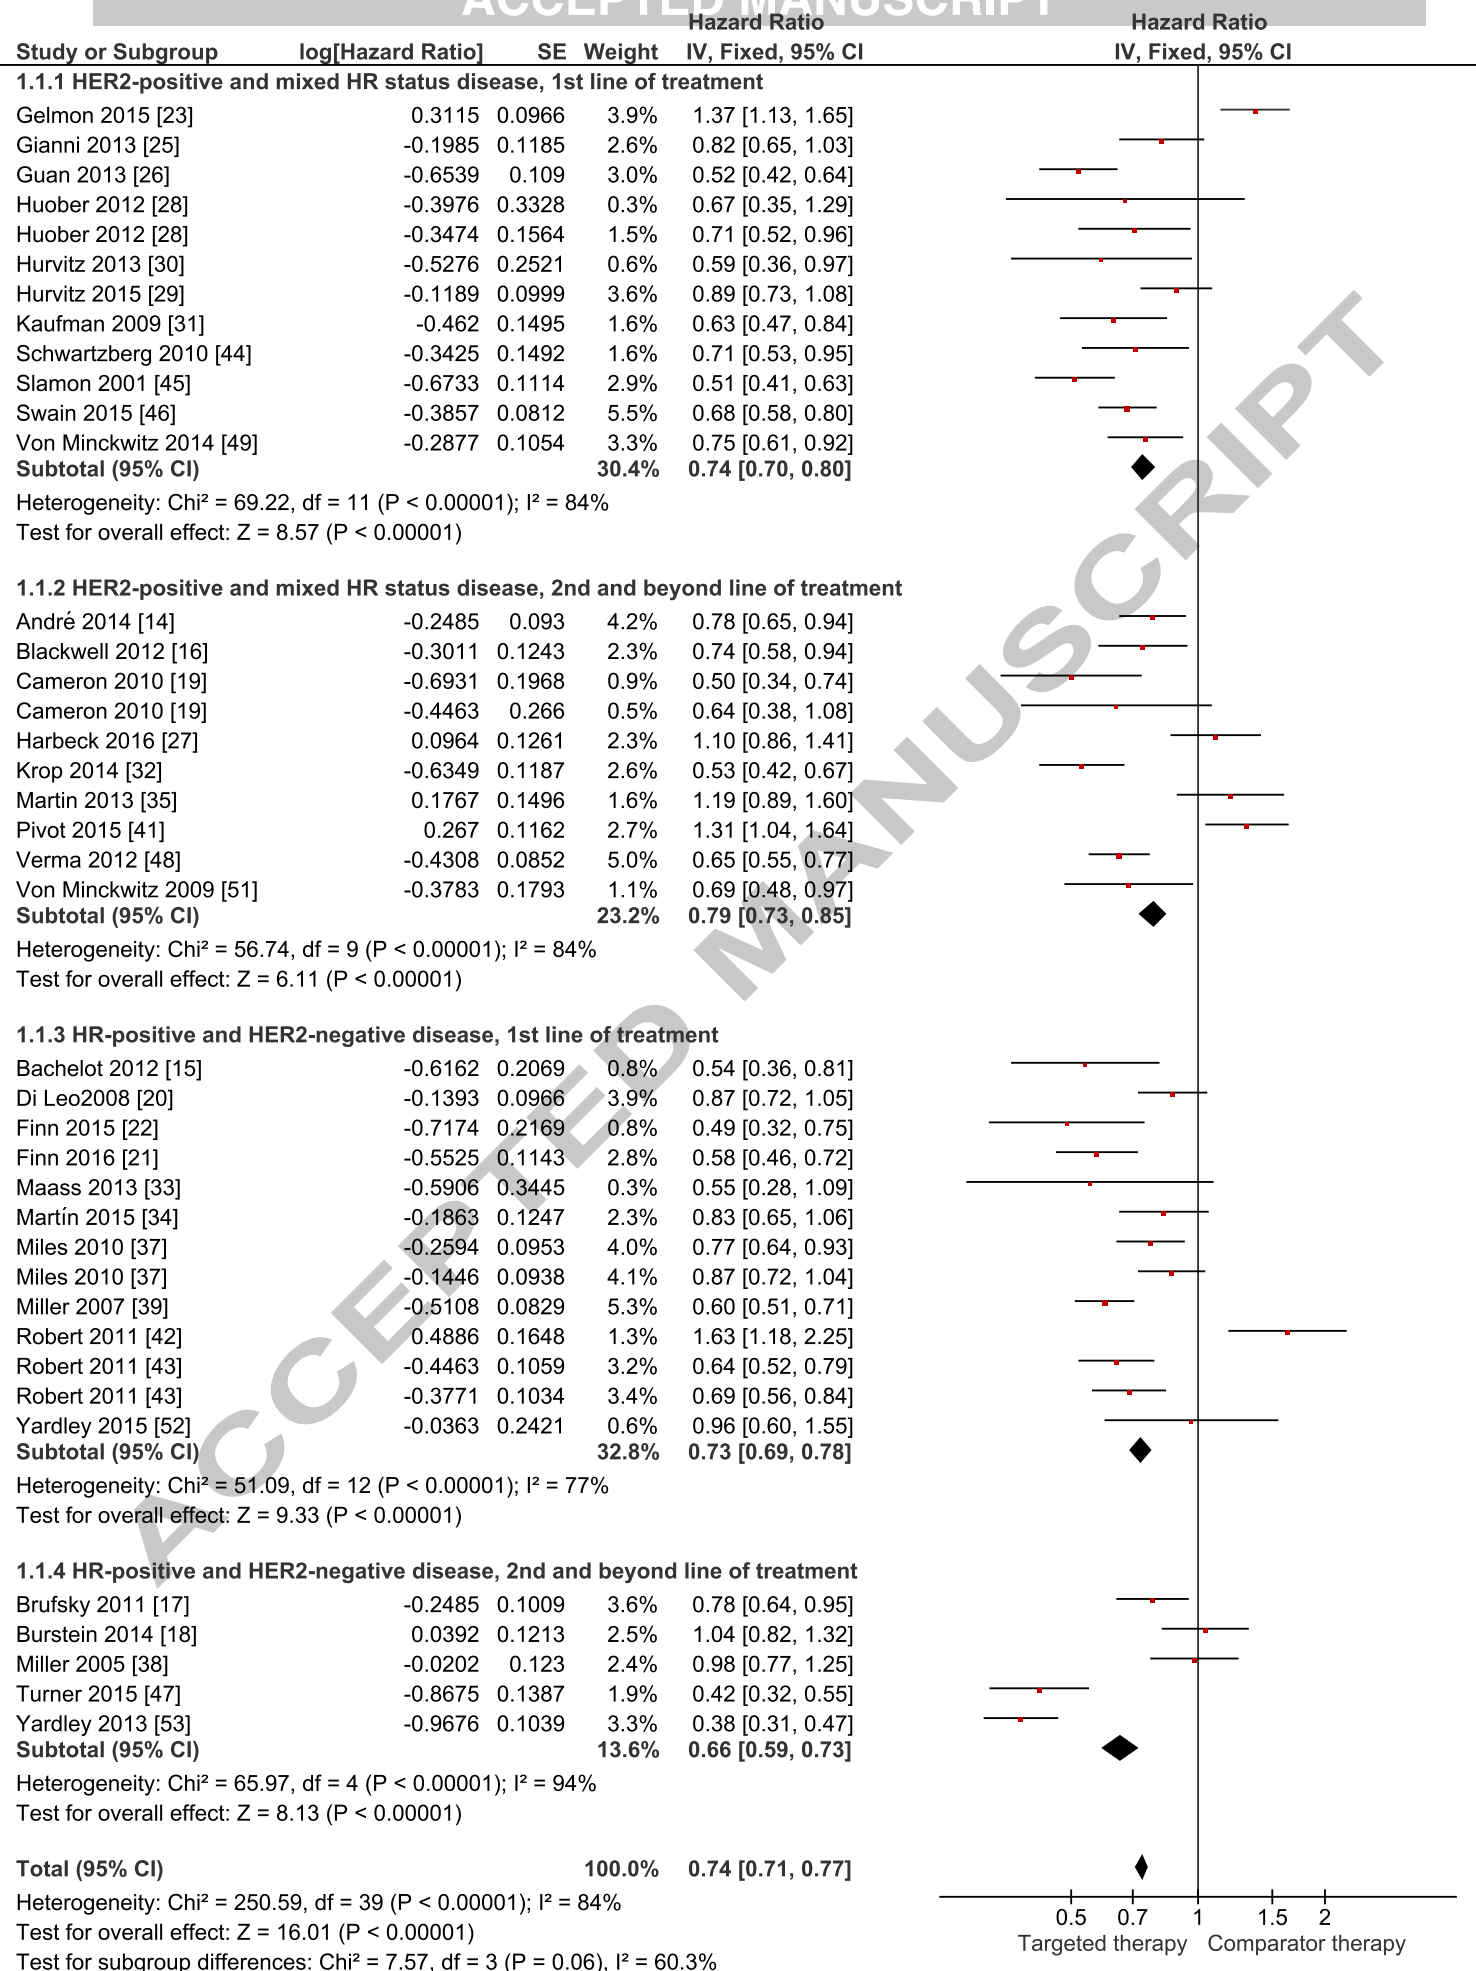 ACCEPTED MANUSCRIPT
Hazard Ratio Hazard Ratio
Study or Subgroup log[Hazard Ratio] SE Weight IV, Fixed, 95% CI IV, Fixed, 95% CI
1.1.1 HER2-positive and mixed HR status disease, 1st line of treatment
Gelmon 2015 [23] 0.3115 0.0966 3.9% 1.37 [1.13, 1.65]
Gianni 2013 [25] -0.1985 0.1185 2.6% 0.82 [0.65, 1.03]
Guan 2013 [26] -0.6539 0.109 3.0% 0.52 [0.42, 0.64]
Huober 2012 [28] -0.3976 0.3328 0.3% 0.67 [0.35, 1.29]
Huober 2012 [28] -0.3474 0.1564 1.5% 0.71 [0.52, 0.96]
Hurvitz 2013 [30] -0.5276 0.2521 0.6% 0.59 [0.36, 0.97]
Hurvitz 2015 [29] -0.1189 0.0999 3.6% 0.89 [0.73, 1.08]
Kaufman 2009 [31] -0.462 0.1495 1.6% 0.63 [0.47, 0.84]
Schwartzberg 2010 [44] -0.3425 0.1492 1.6% 0.71 [0.53, 0.95]
Slamon 2001 [45] -0.6733 0.1114 2.9% 0.51 [0.41, 0.63]
Swain 2015 [46] -0.3857 0.0812 5.5% 0.68 [0.58, 0.80]
Von Minckwitz 2014 [49] -0.2877 0.1054 3.3% 0.75 [0.61, 0.92]
Subtotal (95% CI) 30.4% 0.74 [0.70, 0.80]
Heterogeneity: Chi² = 69.22, df = 11 (P < 0.00001); I² = 84%
Test for overall effect: Z = 8.57 (P < 0.00001)
1.1.2 HER2-positive and mixed HR status disease, 2nd and beyond line of treatment
André 2014 [14] -0.2485 0.093 4.2% 0.78 [0.65, 0.94]
Blackwell 2012 [16] -0.3011 0.1243 2.3% 0.74 [0.58, 0.94]
Cameron 2010 [19] -0.6931 0.1968 0.9% 0.50 [0.34, 0.74]
Cameron 2010 [19] -0.4463 0.266 0.5% 0.64 [0.38, 1.08]
Harbeck 2016 [27] 0.0964 0.1261 2.3% 1.10 [0.86, 1.41]
Krop 2014 [32] -0.6349 0.1187 2.6% 0.53 [0.42, 0.67]
Martin 2013 [35] 0.1767 0.1496 1.6% 1.19 [0.89, 1.60]
Pivot 2015 [41] 0.267 0.1162 2.7% 1.31 [1.04, 1.64]
Verma 2012 [48] -0.4308 0.0852 5.0% 0.65 [0.55, 0.77]
Von Minckwitz 2009 [51] -0.3783 0.1793 1.1% 0.69 [0.48, 0.97]
Subtotal (95% CI) 23.2% 0.79 [0.73, 0.85]
Heterogeneity: Chi² = 56.74, df = 9 (P < 0.00001); I² = 84%
Test for overall effect: Z = 6.11 (P < 0.00001)
1.1.3 HR-positive and HER2-negative disease, 1st line of treatment
Bachelot 2012 [15] -0.6162 0.2069 0.8% 0.54 [0.36, 0.81]
Di Leo2008 [20] -0.1393 0.0966 3.9% 0.87 [0.72, 1.05]
Finn 2015 [22] -0.7174 0.2169 0.8% 0.49 [0.32, 0.75]
Finn 2016 [21] -0.5525 0.1143 2.8% 0.58 [0.46, 0.72]
Maass 2013 [33] -0.5906 0.3445 0.3% 0.55 [0.28, 1.09]
Martín 2015 [34] -0.1863 0.1247 2.3% 0.83 [0.65, 1.06]
Miles 2010 [37] -0.2594 0.0953 4.0% 0.77 [0.64, 0.93]
Miles 2010 [37] -0.1446 0.0938 4.1% 0.87 [0.72, 1.04]
Miller 2007 [39] -0.5108 0.0829 5.3% 0.60 [0.51, 0.71]
Robert 2011 [42] 0.4886 0.1648 1.3% 1.63 [1.18, 2.25]
Robert 2011 [43] -0.4463 0.1059 3.2% 0.64 [0.52, 0.79]
Robert 2011 [43] -0.3771 0.1034 3.4% 0.69 [0.56, 0.84]
Yardley 2015 [52] -0.0363 0.2421 0.6% 0.96 [0.60, 1.55]
Subtotal (95% CI) 32.8% 0.73 [0.69, 0.78]
Heterogeneity: Chi² = 51.09, df = 12 (P < 0.00001); I² = 77%
Test for overall effect: Z = 9.33 (P < 0.00001)
1.1.4 HR-positive and HER2-negative disease, 2nd and beyond line of treatment
Brufsky 2011 [17] -0.2485 0.1009 3.6% 0.78 [0.64, 0.95]
Burstein 2014 [18] 0.0392 0.1213 2.5% 1.04 [0.82, 1.32]
Miller 2005 [38] -0.0202 0.123 2.4% 0.98 [0.77, 1.25]
Turner 2015 [47] -0.8675 0.1387 1.9% 0.42 [0.32, 0.55]
Yardley 2013 [53] -0.9676 0.1039 3.3% 0.38 [0.31, 0.47]
Subtotal (95% CI) 13.6% 0.66 [0.59, 0.73]
Heterogeneity: Chi² = 65.97, df = 4 (P < 0.00001); I² = 94%
Test for overall effect: Z = 8.13 (P < 0.00001)
Total (95% CI) 100.0% 0.74 [0.71, 0.77]
Heterogeneity: Chi² = 250.59, df = 39 (P < 0.00001); I² = 84%
Test for overall effect: Z = 16.01 (P < 0.00001)
Test for subgroup differences: Chi² = 7.57, df = 3 (P = 0.06), I² = 60.3%
0.5 0.7 1 1.5 2
Targeted therapy Comparator therapy
ACCEPTED MANUSCRIPT